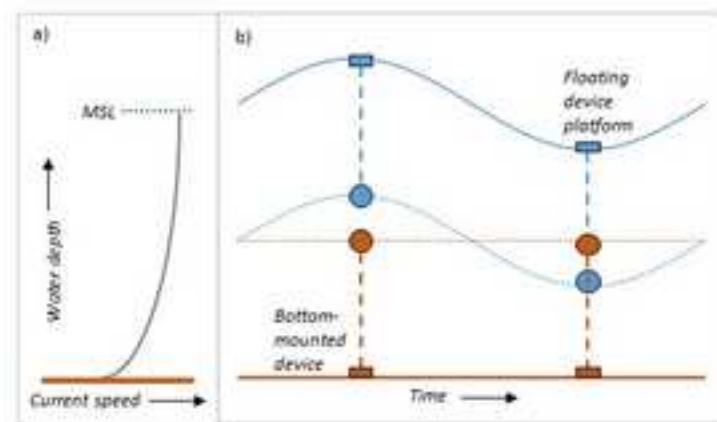 a)
MSL
Water depth
Current speed
b)
Floating
device
platform
Bottom-
mounted
device
Time